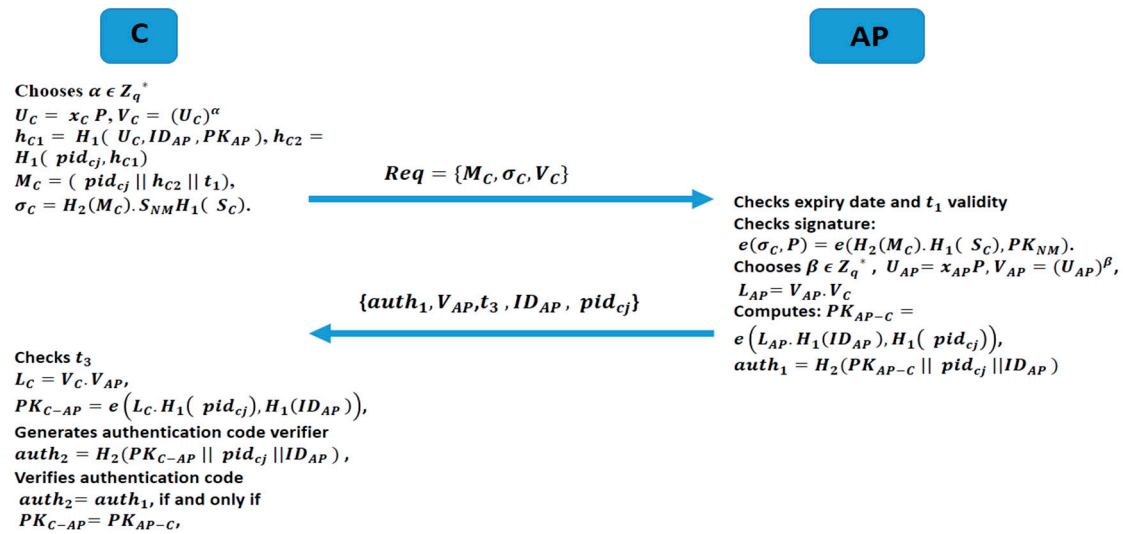 C
AP
Chooses α ϵ Z_q^*
U_C = x_C P, V_C = (U_C)^α
h_C1 = H_1( U_C, ID_AP, PK_AP), h_C2 =
H_1( pid_cj, h_C1)
M_C = ( pid_cj || h_C2 || t_1),
σ_C = H_2(M_C). S_NM H_1( S_C).
Req = {M_C, σ_C, V_C}
Checks expiry date and t_1 validity
Checks signature:
e(σ_C, P) = e(H_2(M_C). H_1( S_C), PK_NM).
Chooses β ϵ Z_q^* , U_AP= x_AP P, V_AP = (U_AP)^β,
L_AP= V_AP. V_C
Computes: PK_AP-C =
e(L_AP. H_1(ID_AP), H_1( pid_cj)),
auth_1 = H_2(PK_AP-C || pid_cj ||ID_AP)
{auth_1, V_AP, t_3 , ID_AP, pid_cj}
Checks t_3
L_C = V_C. V_AP,
PK_C-AP = e(L_C. H_1( pid_cj), H_1(ID_AP)),
Generates authentication code verifier
auth_2 = H_2(PK_C-AP || pid_cj ||ID_AP) ,
Verifies authentication code
auth_2= auth_1, if and only if
PK_C-AP= PK_AP-C,